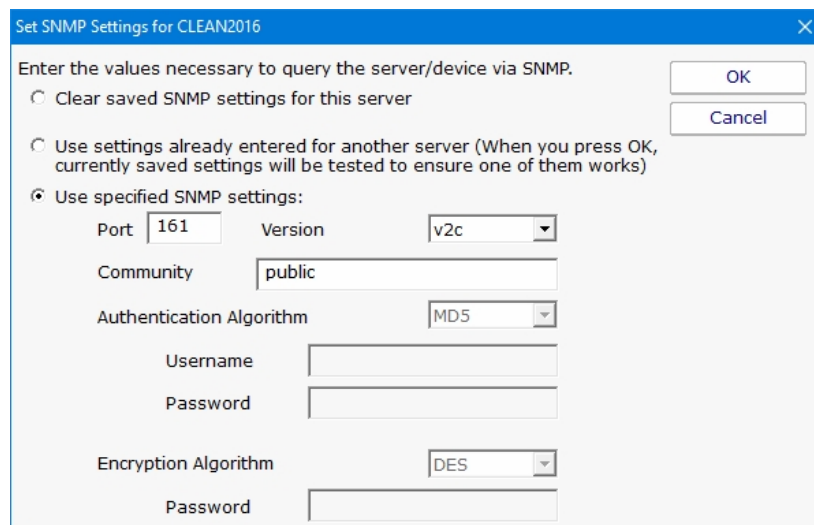 Set SNMP Settings for CLEAN2016
Enter the values necessary to query the server/device via SNMP.
OK
Clear saved SNMP settings for this server
Cancel
Use settings already entered for another server (When you press OK,
currently saved settings will be tested to ensure one of them works)
Use specified SNMP settings:
Port 161 Version v2c
Community public
Authentication Algorithm MD5
Username
Password
Encryption Algorithm DES
Password